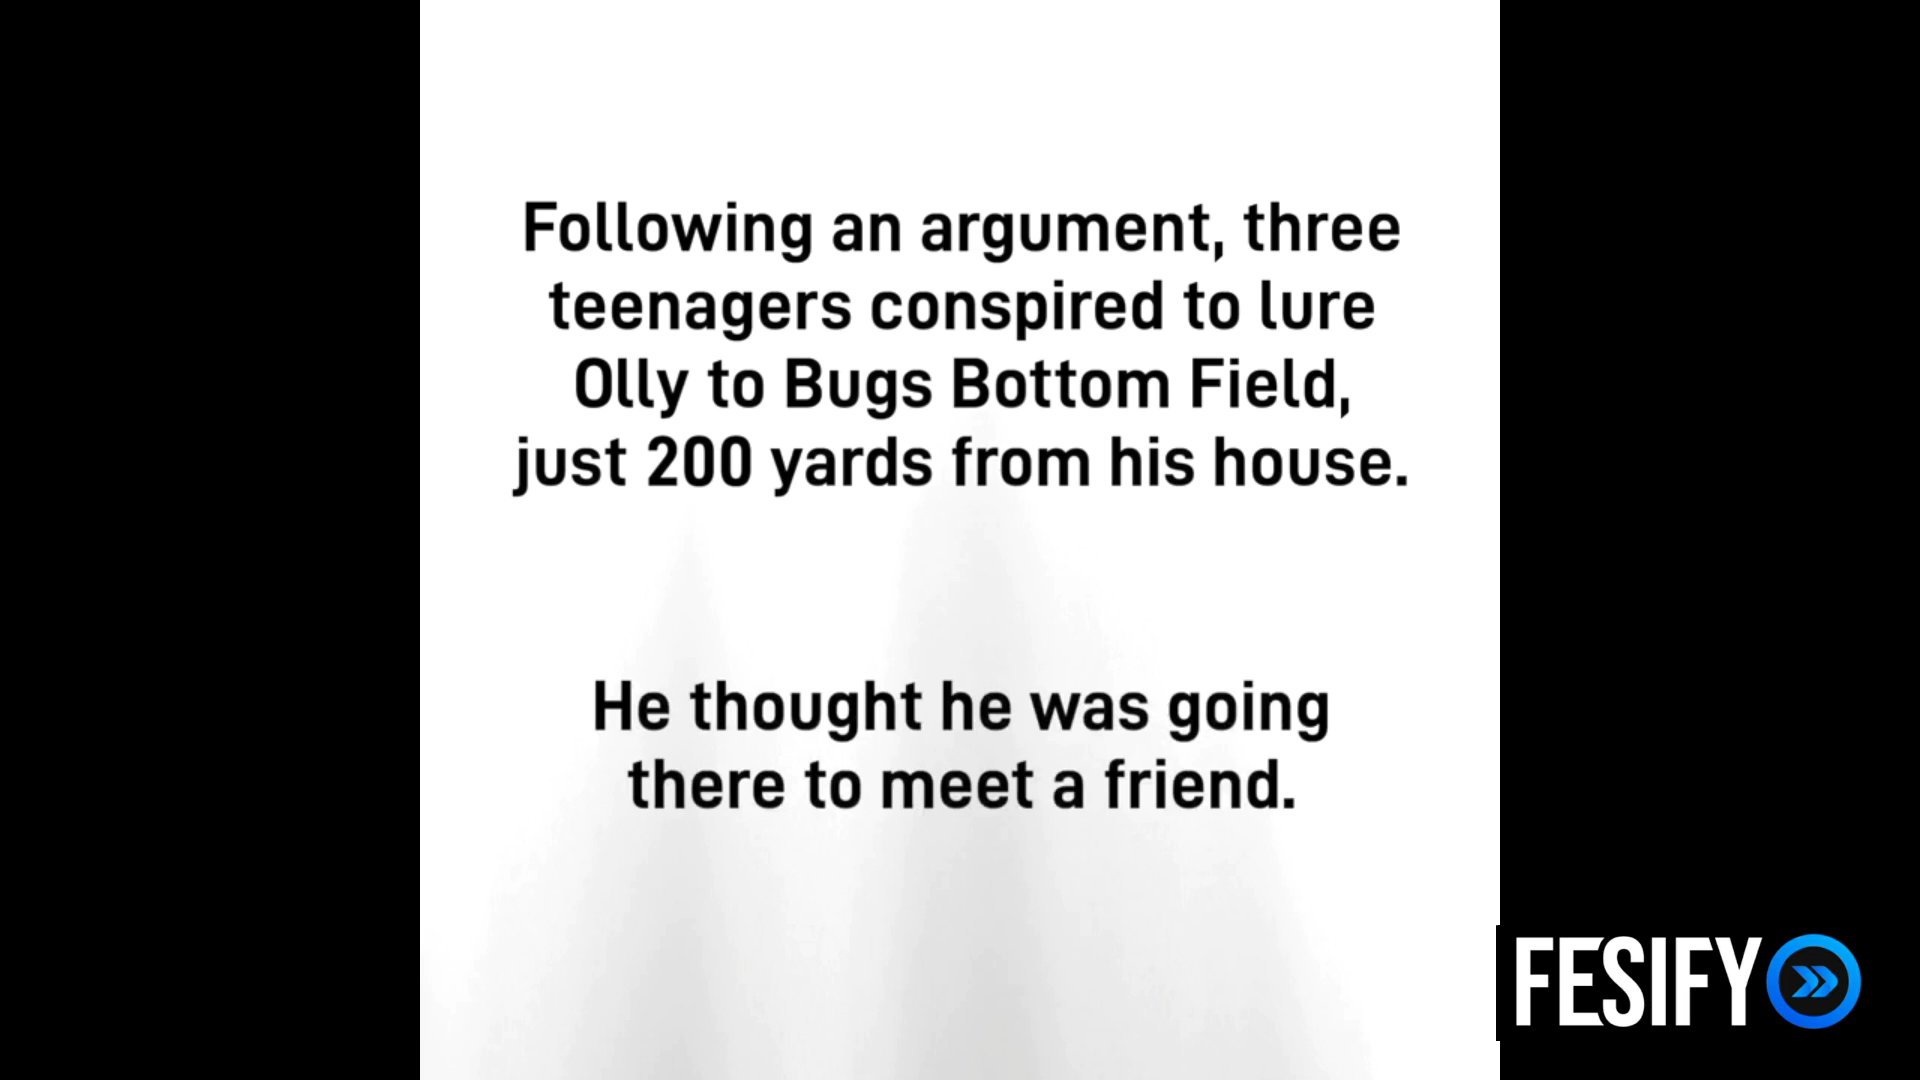 Following an argument, three
teenagers conspired to lure
Olly to Bugs Bottom Field,
just 200 yards from his house.
He thought he was going
there to meet a friend.
FESIFY